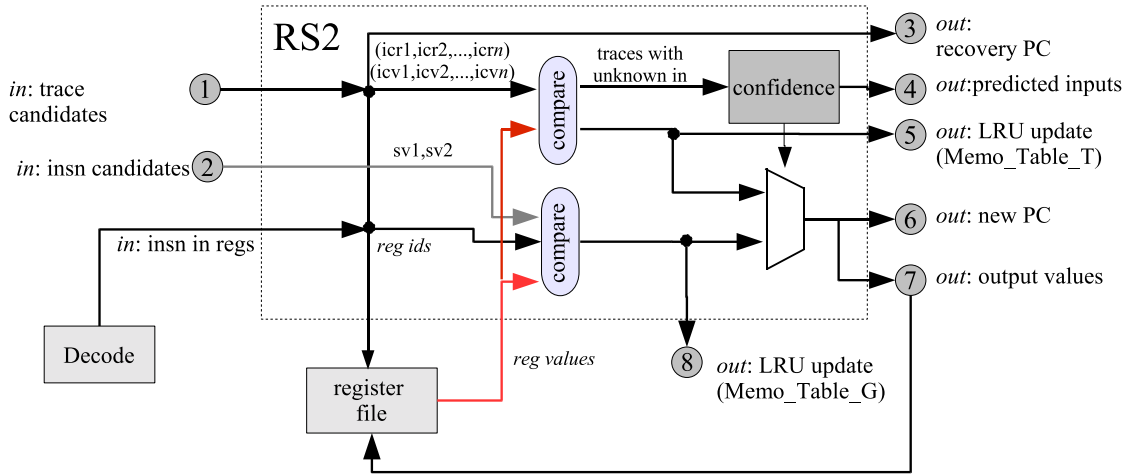 RS2
3
out:
recovery PC
(icr1,icr2,...,icrn)
(icv1,icv2,...,icvn)
traces with
unknown in
in: trace
candidates
1
compare
confidence
4
out:predicted inputs
5
out: LRU update
(Memo_Table_T)
2
in: insn candidates
sv1,sv2
6
out: new PC
in: insn in regs
reg ids
compare
7
out: output values
Decode
reg values
8
out: LRU update
(Memo_Table_G)
register
file